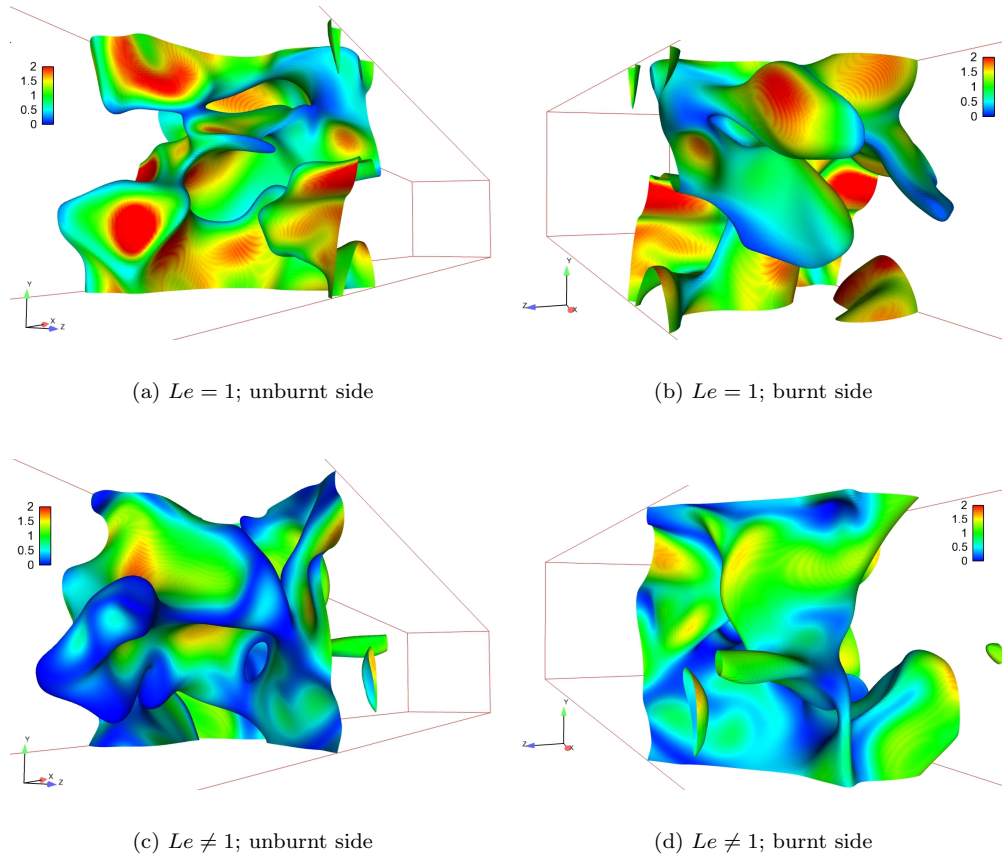 2
1.5
1
0.5
0
Y
X
Z
2
1.5
1
0.5
0
Y
Z
X
(a) Le = 1; unburnt side
(b) Le = 1; burnt side
2
1.5
1
0.5
0
Y
X
Z
2
1.5
1
0.5
0
Y
Z
X
(c) Le ≠ 1; unburnt side
(d) Le ≠ 1; burnt side